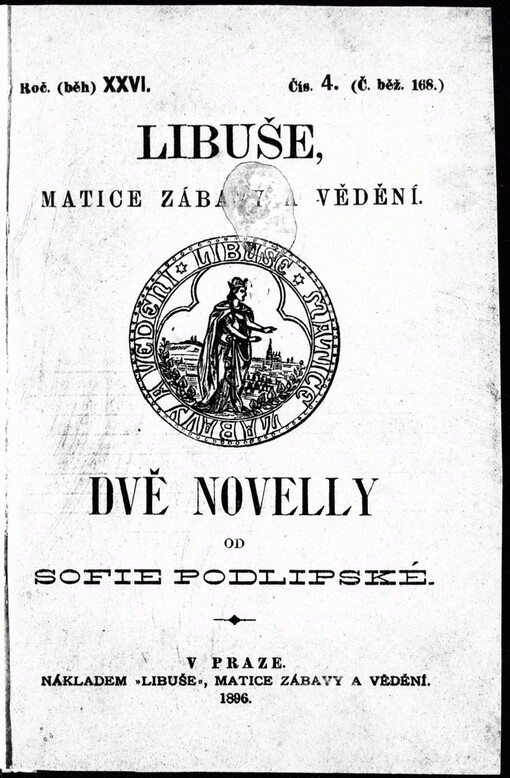 Roč. (běh) XXVI. Čís. 4. (Č. běž. 168.)
LIBUŠE,
MATICE ZÁBAVY A VĚDĚNÍ.
LIBUŠE ☆ MATICE ZÁBAVY A VĚDĚNÍ ☆
DVĚ NOVELLY
OD
SOFIE PODLIPSKÉ.
V PRAZE.
NÁKLADEM »LIBUŠE«, MATICE ZÁBAVY A VĚDĚNÍ.
1896.